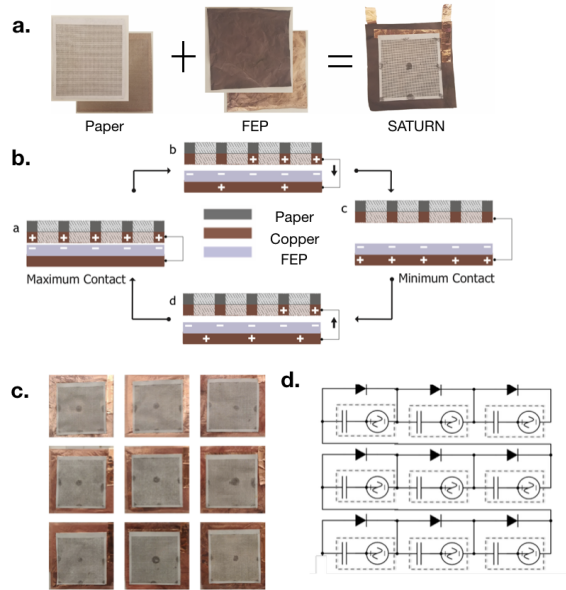 a.
+ =
Paper FEP SATURN
b.
b
+ + +
- - - - -
+ +
a
+ + + + +
- - - - -
Maximum Contact
Paper
Copper
FEP
c
- - - - -
+ + + + +
Minimum Contact
d
+ +
- - - - -
+ + +
c. d.